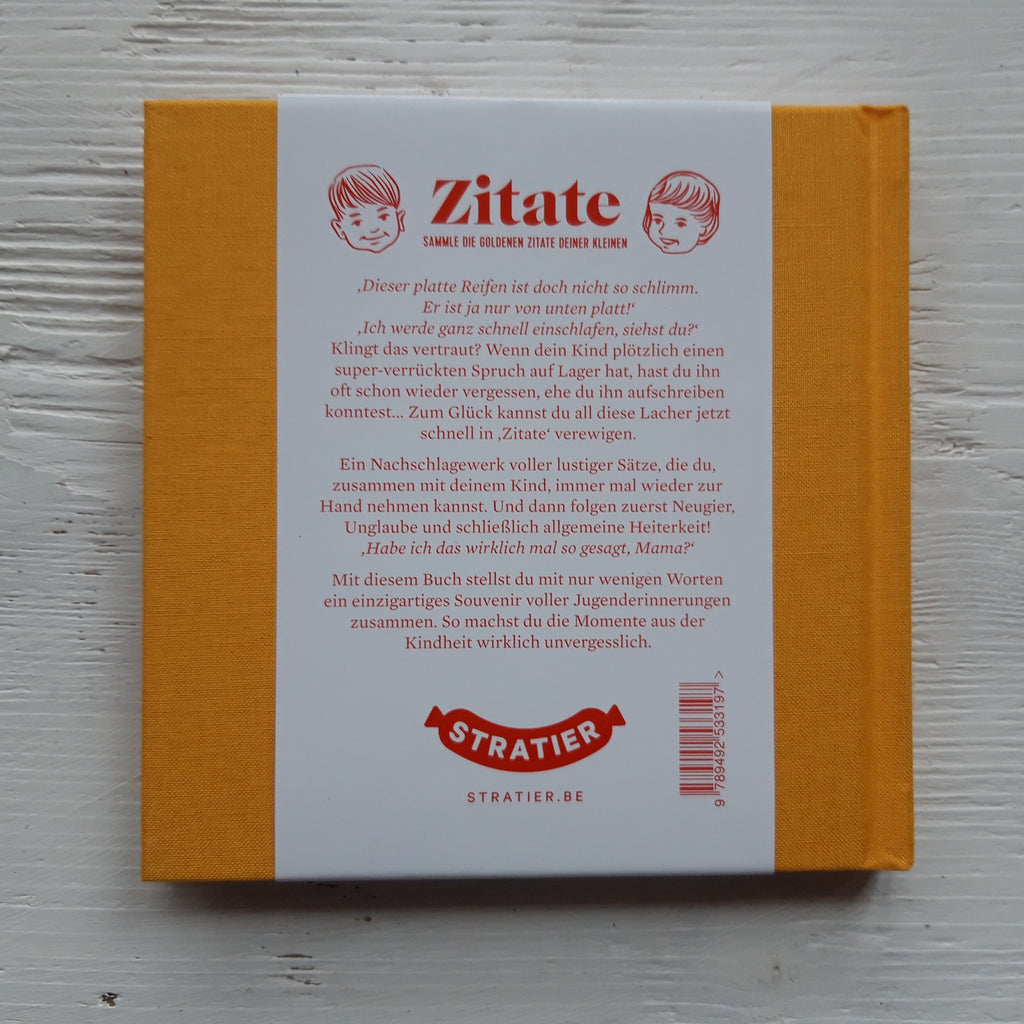 Zitate
SAMMLE DIE GOLDENEN ZITATE DEINER KLEINEN
‚Dieser platte Reifen ist doch nicht so schlimm.
Er ist ja nur von unten platt!‘
‚Ich werde ganz schnell einschlafen, siehst du?‘
Klingt das vertraut? Wenn dein Kind plötzlich einen
super-verrückten Spruch auf Lager hat, hast du ihn
oft schon wieder vergessen, ehe du ihn aufschreiben
konntest... Zum Glück kannst du all diese Lacher jetzt
schnell in ‚Zitate‘ verewigen.
Ein Nachschlagewerk voller lustiger Sätze, die du,
zusammen mit deinem Kind, immer mal wieder zur
Hand nehmen kannst. Und dann folgen zuerst Neugier,
Unglaube und schließlich allgemeine Heiterkeit!
‚Habe ich das wirklich mal so gesagt, Mama?‘
Mit diesem Buch stellst du mit nur wenigen Worten
ein einzigartiges Souvenir voller Jugenderinnerungen
zusammen. So machst du die Momente aus der
Kindheit wirklich unvergesslich.
STRATIER
STRATIER.BE
9 789492 533197 >